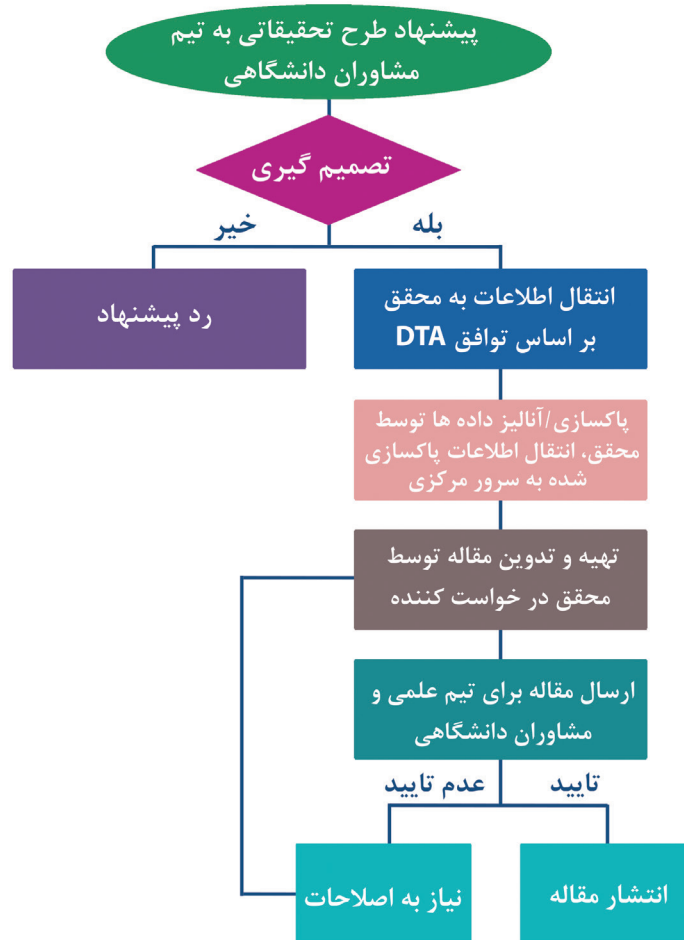 پیشنهاد طرح تحقیقاتی به تیم
مشاوران دانشگاهی
تصمیم گیری
بله
خیر
انتقال اطلاعات به محقق
بر اساس توافق DTA
رد پیشنهاد
پاکسازی/آنالیز داده ها توسط
محقق، انتقال اطلاعات پاکسازی
شده به سرور مرکزی
تهیه و تدوین مقاله توسط
محقق در خواست کننده
ارسال مقاله برای تیم علمی و
مشاوران دانشگاهی
تایید
عدم تایید
انتشار مقاله
نیاز به اصلاحات